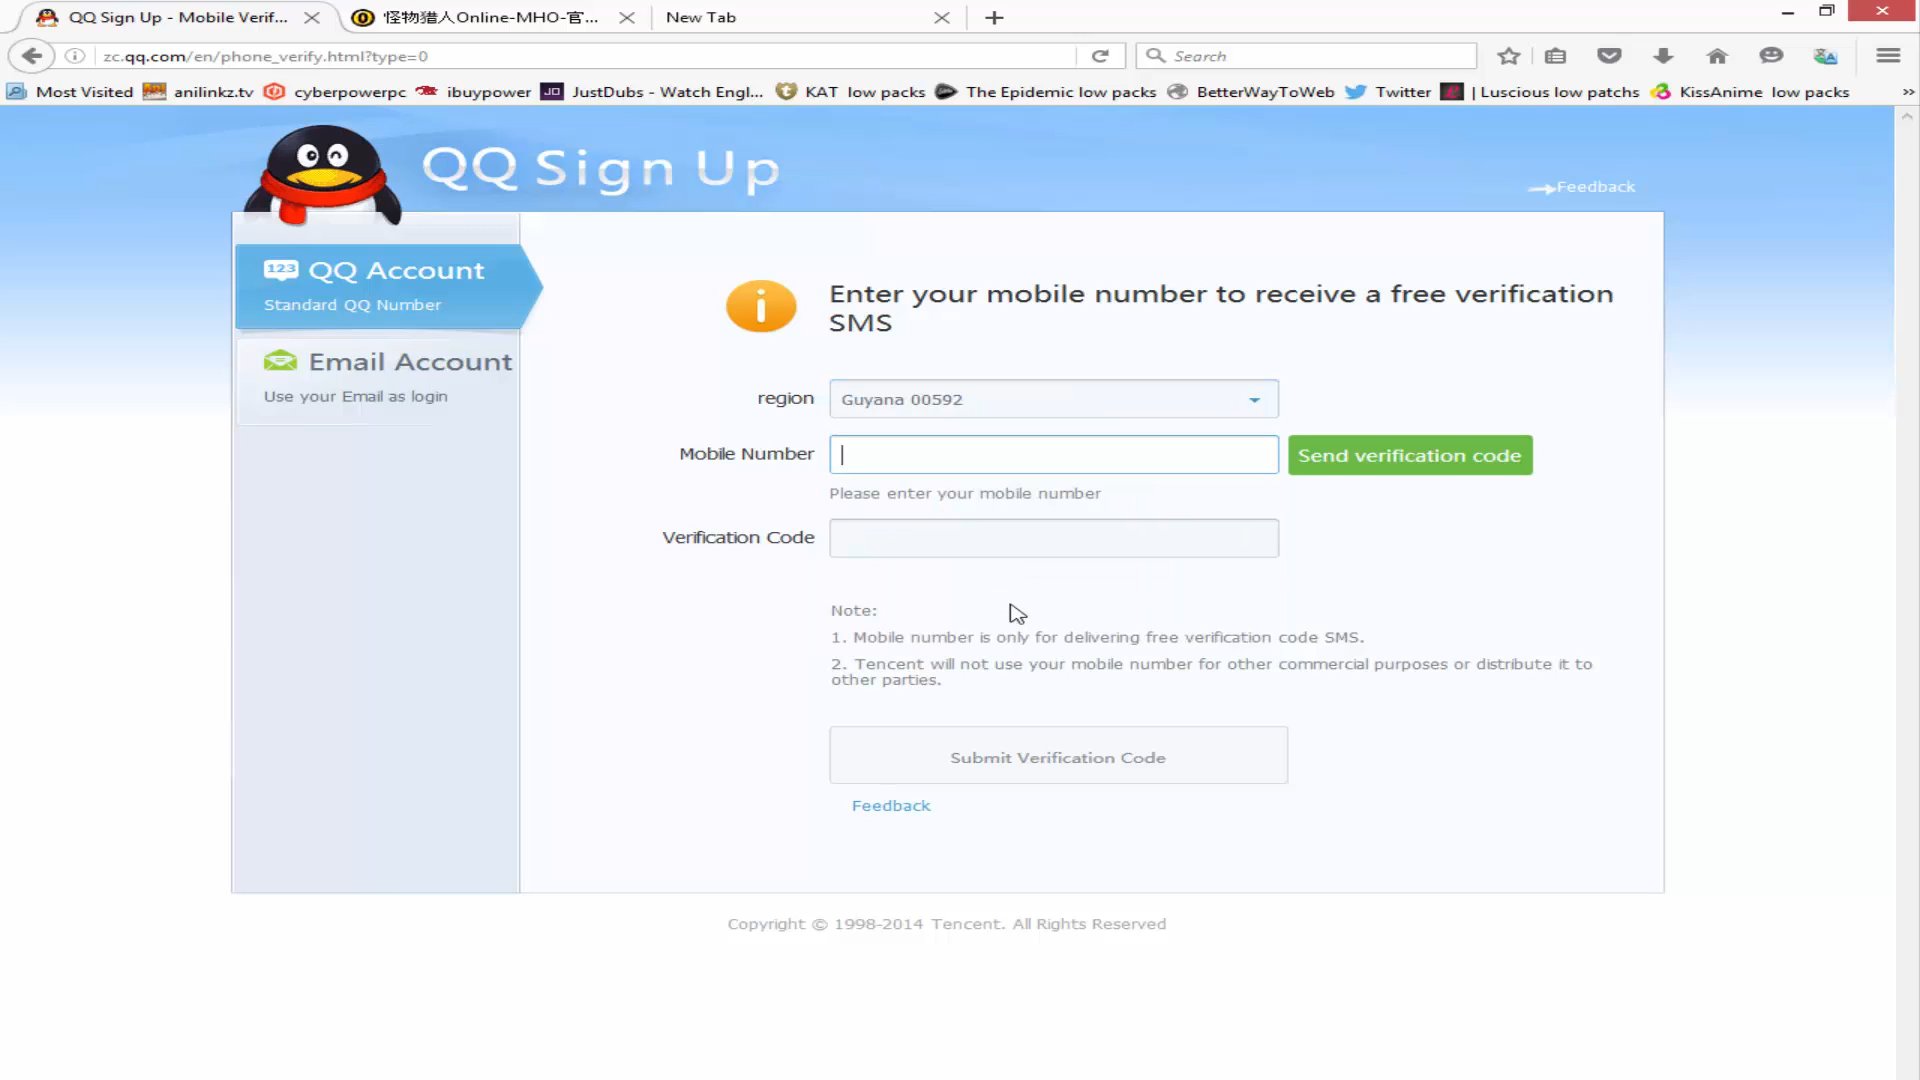 QQ Sign Up - Mobile Verif...
怪物猎人Online-MHO-官...
New Tab
zc.qq.com/en/phone_verify.html?type=0
Search
Most Visited
anilinkz.tv
cyberpowerpc
ibuypower
JustDubs - Watch Engl...
KAT low packs
The Epidemic low packs
BetterWayToWeb
Twitter
| Luscious low patchs
KissAnime low packs
QQ Sign Up
Feedback
123 QQ Account
Standard QQ Number
Email Account
Use your Email as login
Enter your mobile number to receive a free verification
SMS
region
Guyana 00592
Mobile Number
Send verification code
Please enter your mobile number
Verification Code
Note:
1. Mobile number is only for delivering free verification code SMS.
2. Tencent will not use your mobile number for other commercial purposes or distribute it to
other parties.
Submit Verification Code
Feedback
Copyright © 1998-2014 Tencent. All Rights Reserved